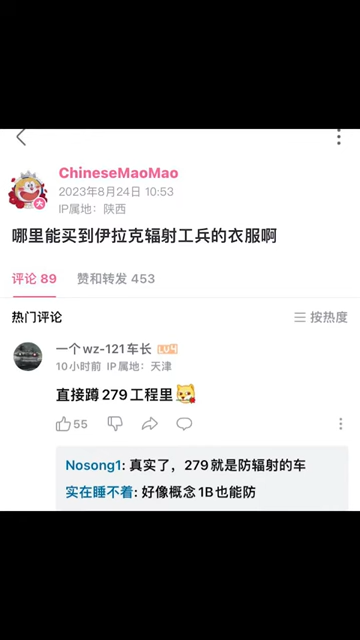 ChineseMaoMao
2023年8月24日 10:53
IP属地：陕西
哪里能买到伊拉克辐射工兵的衣服啊
评论 89 赞和转发 453
热门评论 按热度
一个wz-121车长 LV4
10小时前 IP属地：天津
直接蹲279工程里
55
Nosong1: 真实了，279就是防辐射的车
实在睡不着: 好像概念1B也能防